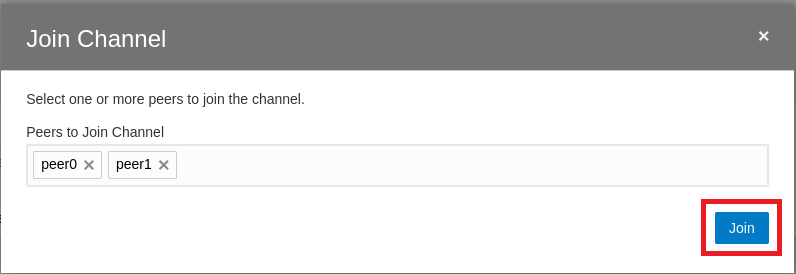 Join Channel
×
Select one or more peers to join the channel.
Peers to Join Channel
peer0 × peer1 ×
Join